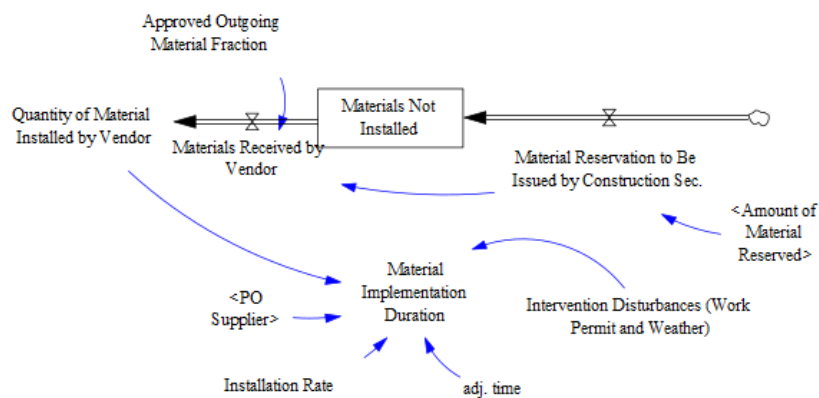 Approved Outgoing
Material Fraction
Quantity of Material
Installed by Vendor
Materials Not
Installed
Materials Received by
Vendor
Material Reservation to Be
Issued by Construction Sec.
<Amount of
Material
Reserved>
Material
Implementation
Duration
<PO
Supplier>
Intervention Disturbances (Work
Permit and Weather)
Installation Rate
adj. time